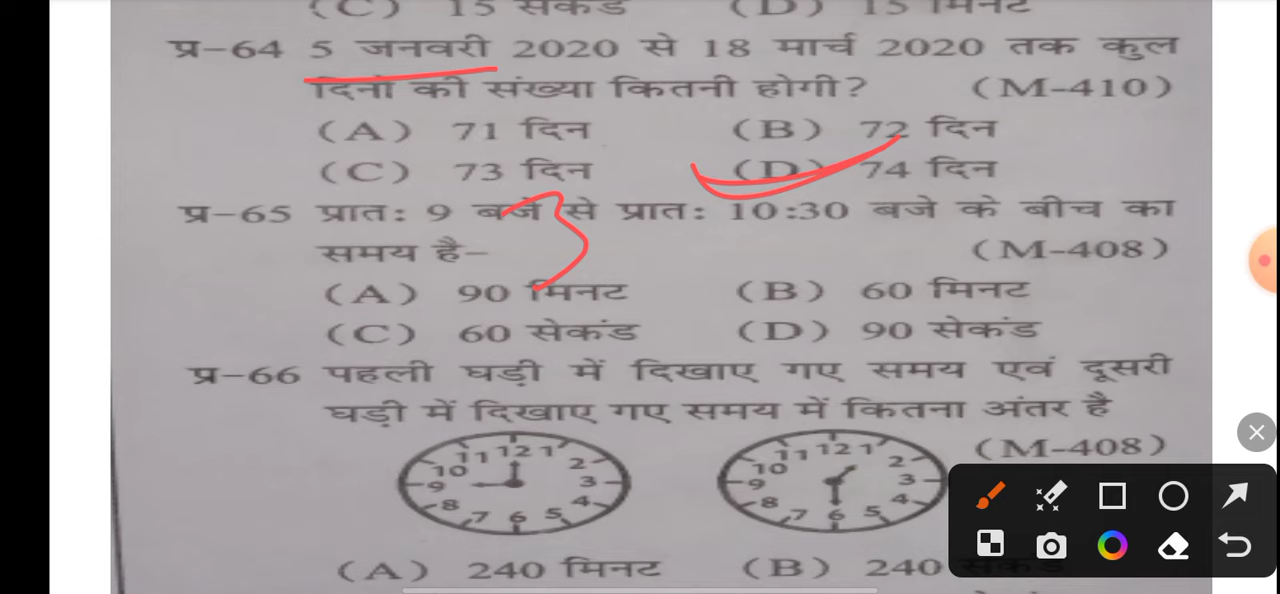 (C) 15 सेकंड (D) 15 मिनट
प्र-64 5 जनवरी 2020 से 18 मार्च 2020 तक कुल
दिनों की संख्या कितनी होगी? (M-410)
(A) 71 दिन (B) 72 दिन
(C) 73 दिन (D) 74 दिन
प्र-65 प्रात: 9 बजे से प्रात: 10:30 बजे के बीच का
समय है- (M-408)
(A) 90 मिनट (B) 60 मिनट
(C) 60 सेकंड (D) 90 सेकंड
प्र-66 पहली घड़ी में दिखाए गए समय एवं दूसरी
घड़ी में दिखाए गए समय में कितना अंतर है
(M-408)
12 1 2 3 4 5 6 7 8 9 10 11
12 1 2 3 4 5 6 7 8 9 10 11
(A) 240 मिनट (B) 240 सेकंड